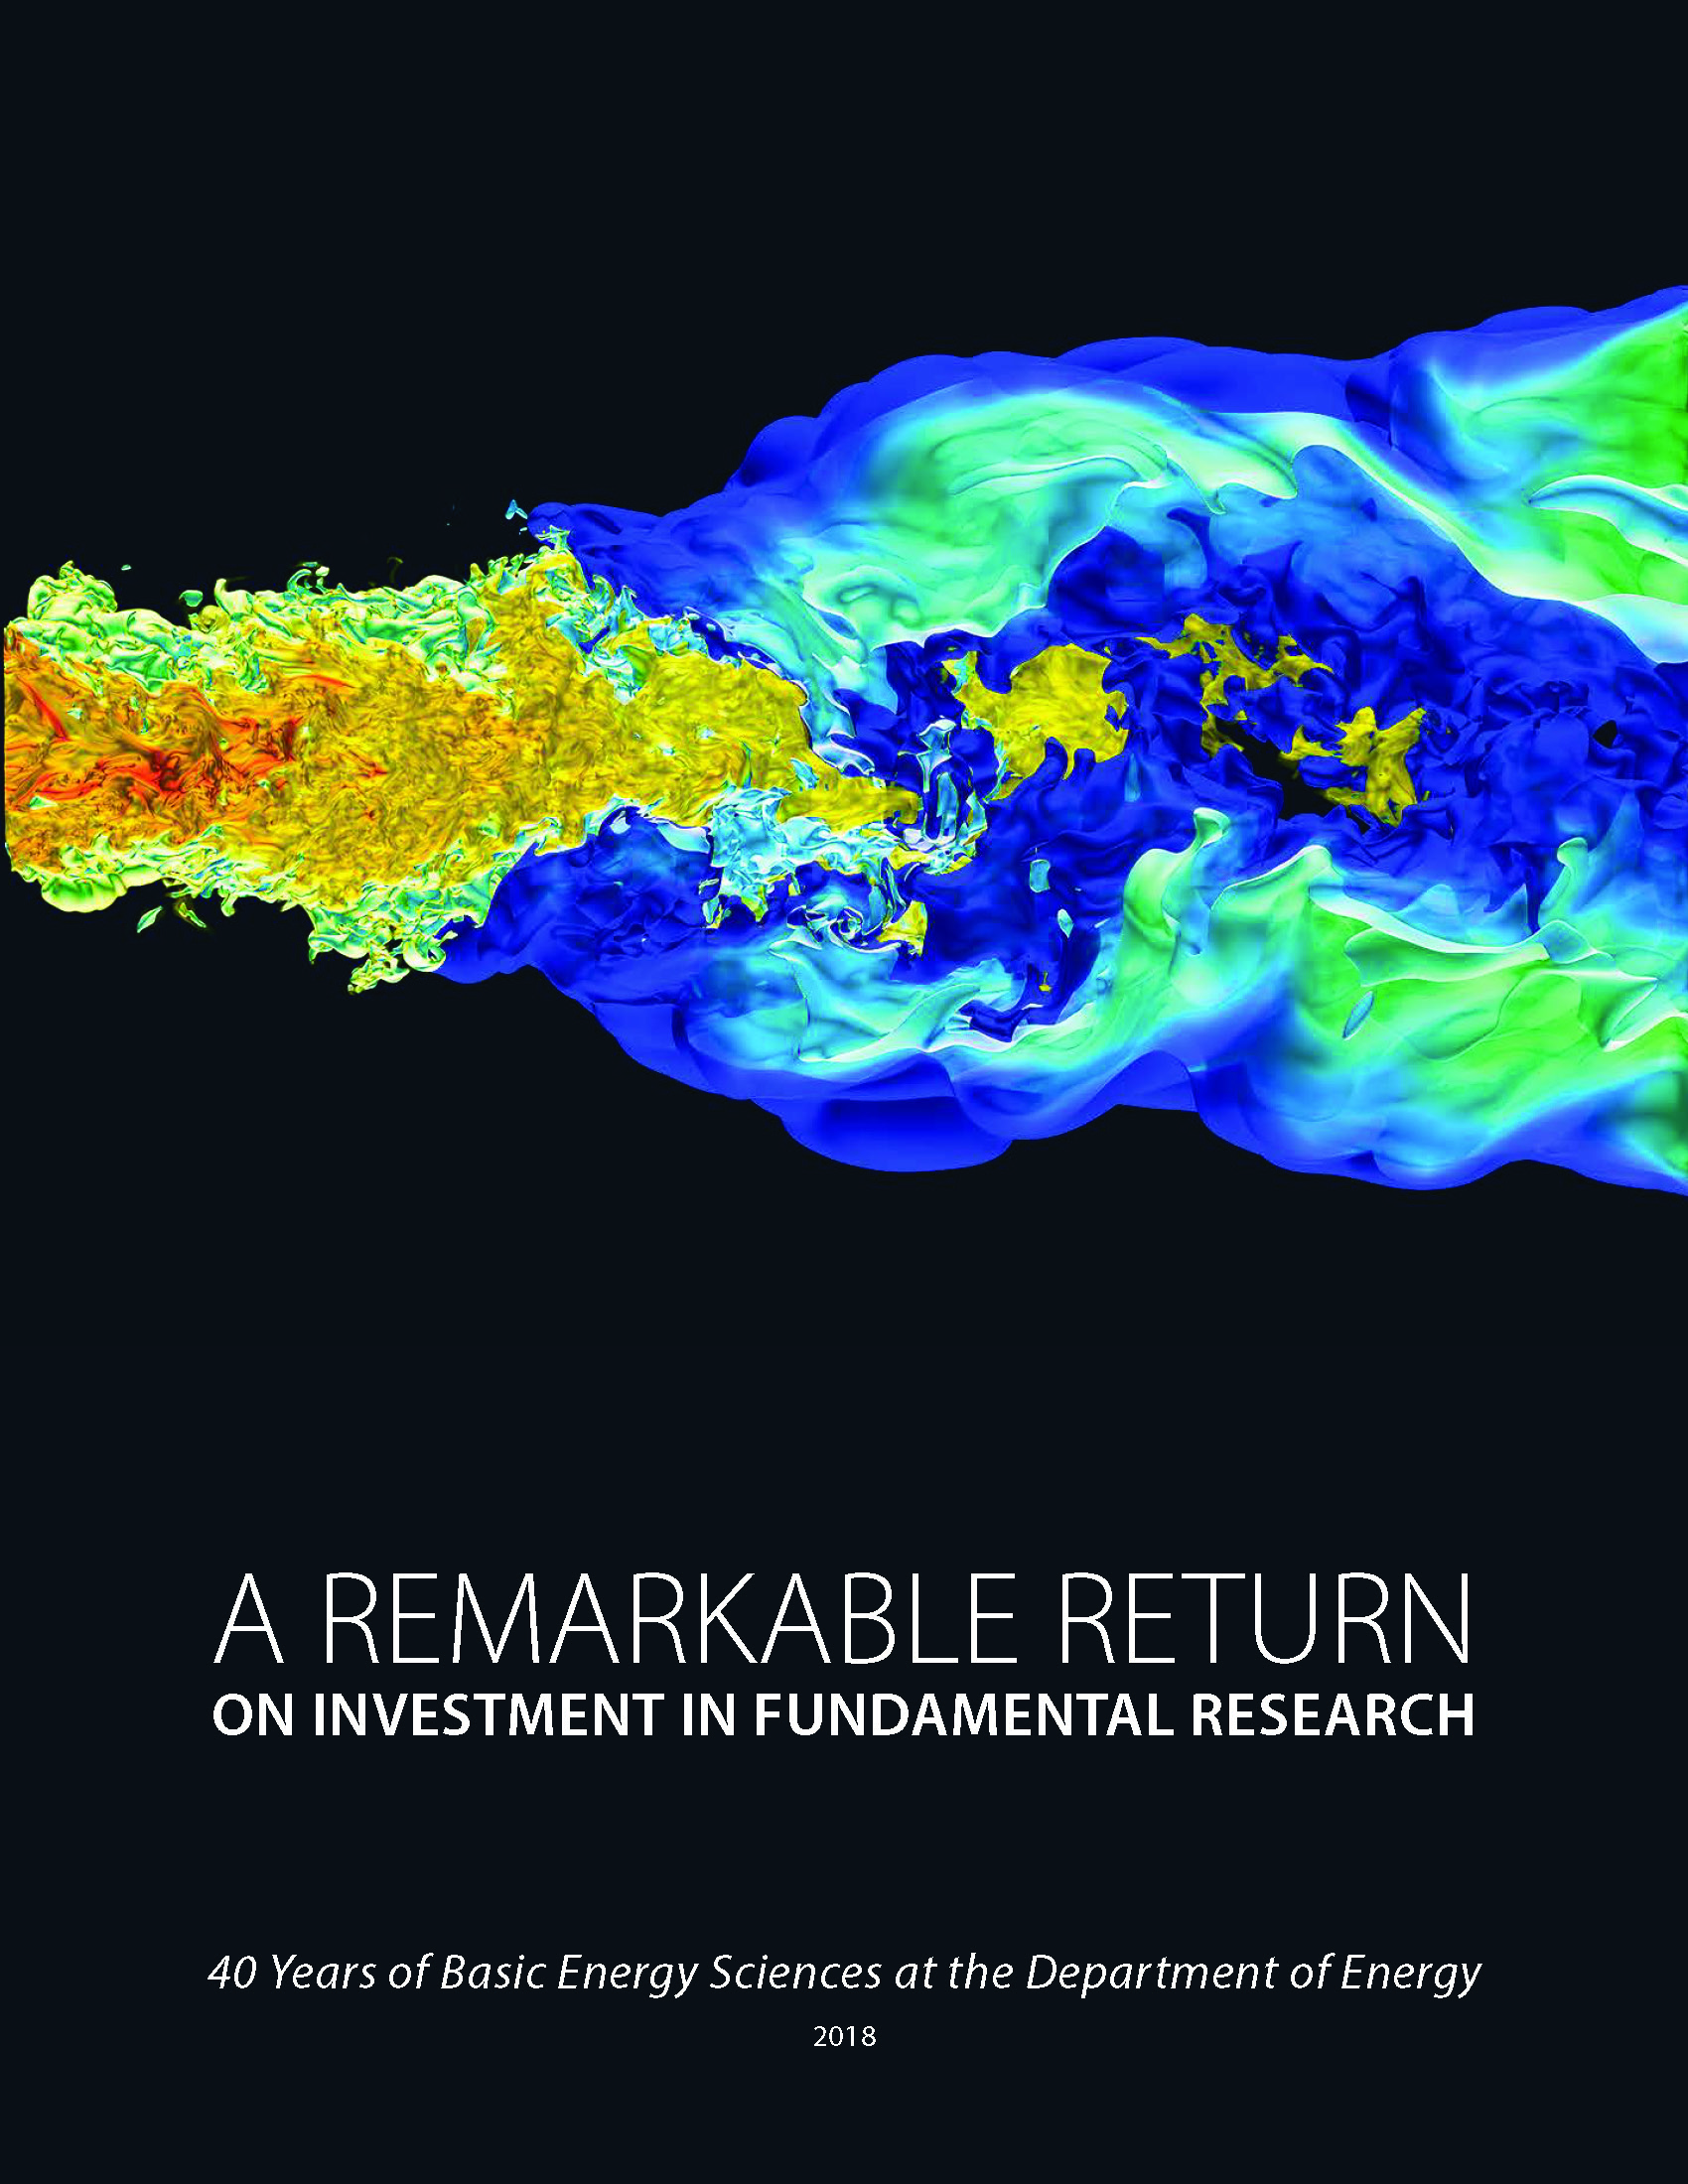 A REMARKABLE RETURN
ON INVESTMENT IN FUNDAMENTAL RESEARCH
40 Years of Basic Energy Sciences at the Department of Energy
2018